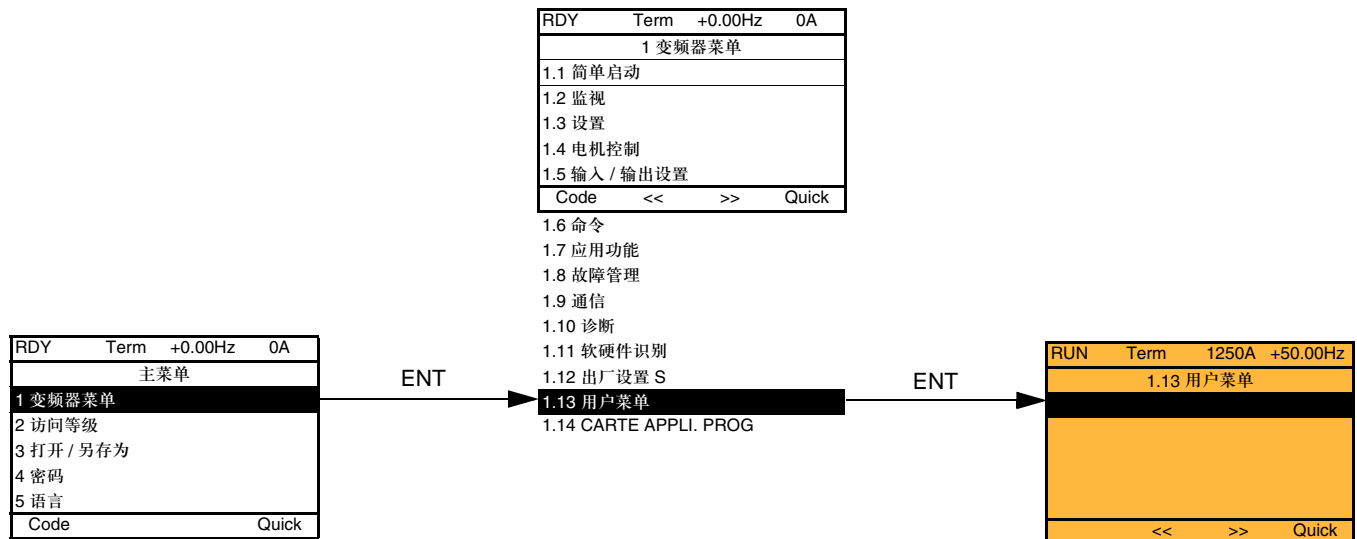 RDY Term +0.00Hz 0A
1 变频器菜单
1.1 简单启动
1.2 监视
1.3 设置
1.4 电机控制
1.5 输入 / 输出设置
Code << >> Quick
1.6 命令
1.7 应用功能
1.8 故障管理
1.9 通信
1.10 诊断
1.11 软硬件识别
1.12 出厂设置 S
1.13 用户菜单
1.14 CARTE APPLI. PROG
RDY Term +0.00Hz 0A
主菜单
1 变频器菜单
2 访问等级
3 打开 / 另存为
4 密码
5 语言
Code Quick
ENT
ENT
RUN Term 1250A +50.00Hz
1.13 用户菜单
<< >> Quick